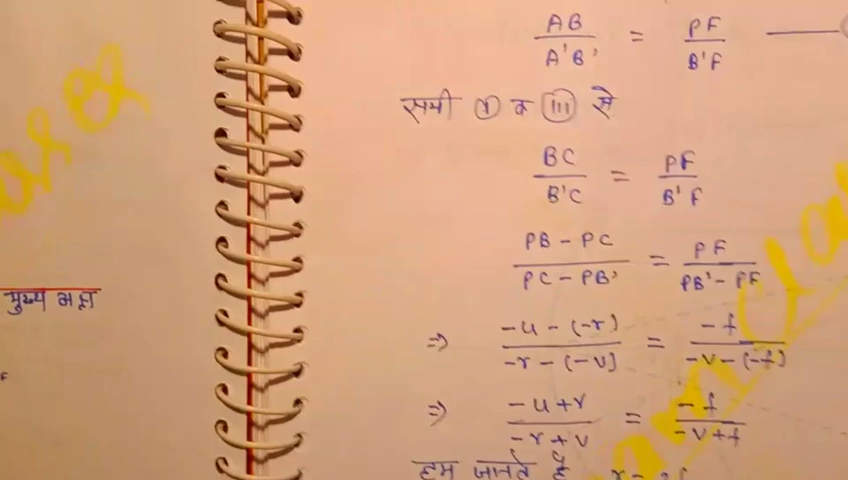 मुख्य अक्ष
AB/A'B' = PF/B'F
समी I व III से
BC/B'C = PF/B'F
PB - PC/PC - PB' = PF/PB' - PF
⇒ -u - (-r)/-r - (-v) = -f/-v - (-f)
⇒ -u + r/-r + v = -f/-v + f
हम जानते हैं